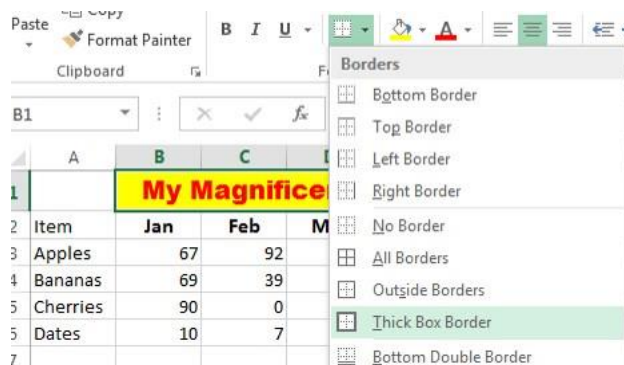 Copy
Paste
Format Painter
B I U A
Clipboard
Borders
B1 fx
Bottom Border
Top Border
Left Border
Right Border
No Border
All Borders
Outside Borders
Thick Box Border
Bottom Double Border
A B C
1 My Magnifice
2 Item Jan Feb M
3 Apples 67 92
4 Bananas 69 39
5 Cherries 90 0
6 Dates 10 7
7